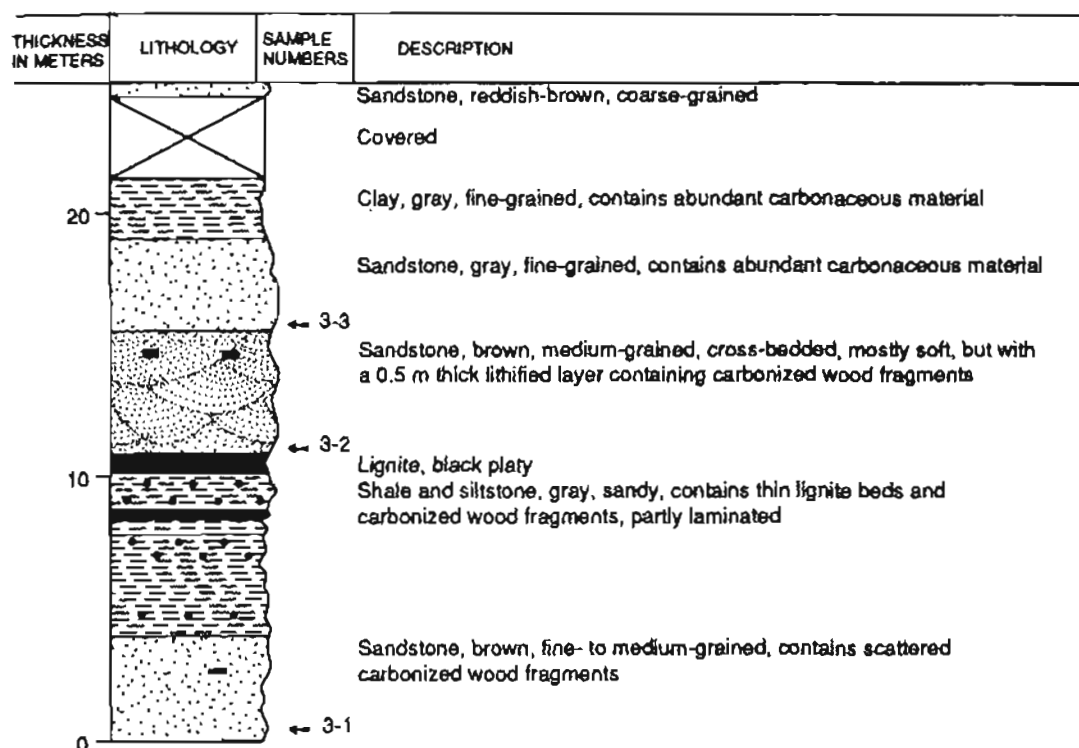 THICKNESS
IN METERS
LITHOLOGY
SAMPLE
NUMBERS
DESCRIPTION
Sandstone, reddish-brown, coarse-grained
Covered
Clay, gray, fine-grained, contains abundant carbonaceous material
20
Sandstone, gray, fine-grained, contains abundant carbonaceous material
3-3
Sandstone, brown, medium-grained, cross-bedded, mostly soft, but with
a 0.5 m thick lithified layer containing carbonized wood fragments
3-2
Lignite, black platy
10
Shale and siltstone, gray, sandy, contains thin lignite beds and
carbonized wood fragments, partly laminated
Sandstone, brown, fine- to medium-grained, contains scattered
carbonized wood fragments
3-1
0